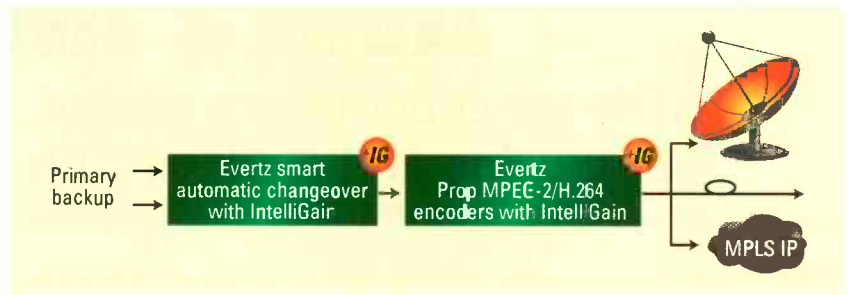 Primary
backup
Evertz smart
automatic changeover
with IntelliGair
+IG
Evertz
Prop MPEG-2/H.264
encoders with IntelliGain
+IG
MPLS IP